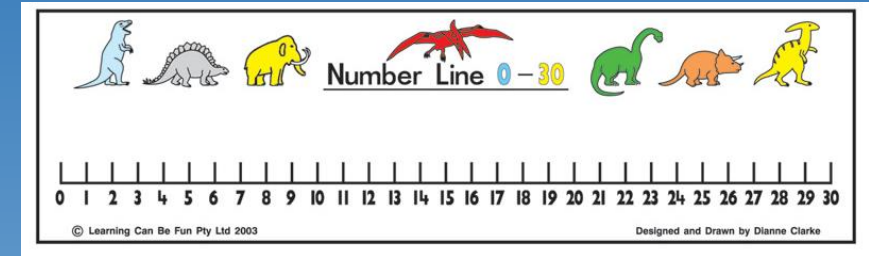 Number Line 0 – 30
0 1 2 3 4 5 6 7 8 9 10 11 12 13 14 15 16 17 18 19 20 21 22 23 24 25 26 27 28 29 30
© Learning Can Be Fun Pty Ltd 2003 Designed and Drawn by Dianne Clarke